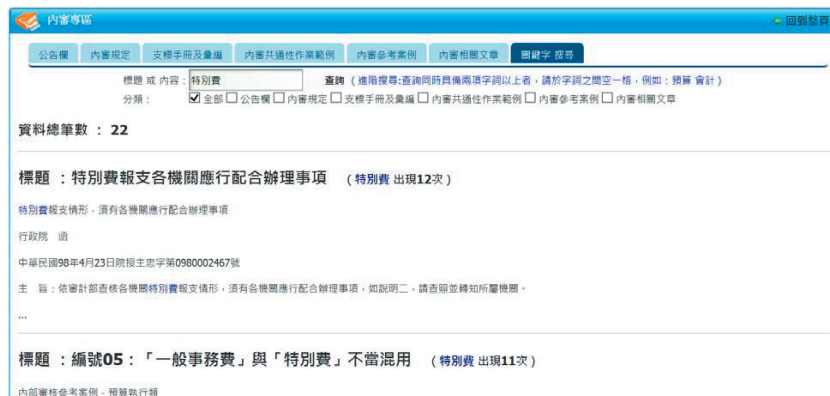 內審專區
回到整頁
公告欄 內審規定 支標手冊及彙編 內審共通性作業範例 內審參考案例 內審相關文章 關鍵字 搜尋
標題 或 內容：特別費 查詢 （ 進階搜尋:查詢同時具備兩項字詞以上者，請於字詞之間空一格，例如：預算 會計 ）
分類： 全部 公告欄 內審規定 支標手冊及彙編 內審共通性作業範例 內審參考案例 內審相關文章
資料總筆數 ： 22
標題 ：特別費報支各機關應行配合辦理事項 （ 特別費 出現12次 ）
特別費報支情形，須有各機關應行配合辦理事項
行政院 函
中華民國98年4月23日院授主忠字第0980002467號
主 旨：依審計部查核各機關特別費報支情形，須有各機關應行配合辦理事項，如說明二，請查照並轉知所屬機關。
...
標題 ：編號05：「一般事務費」與「特別費」不當混用 （ 特別費 出現11次 ）
內部審核參考案例 - 預算執行類